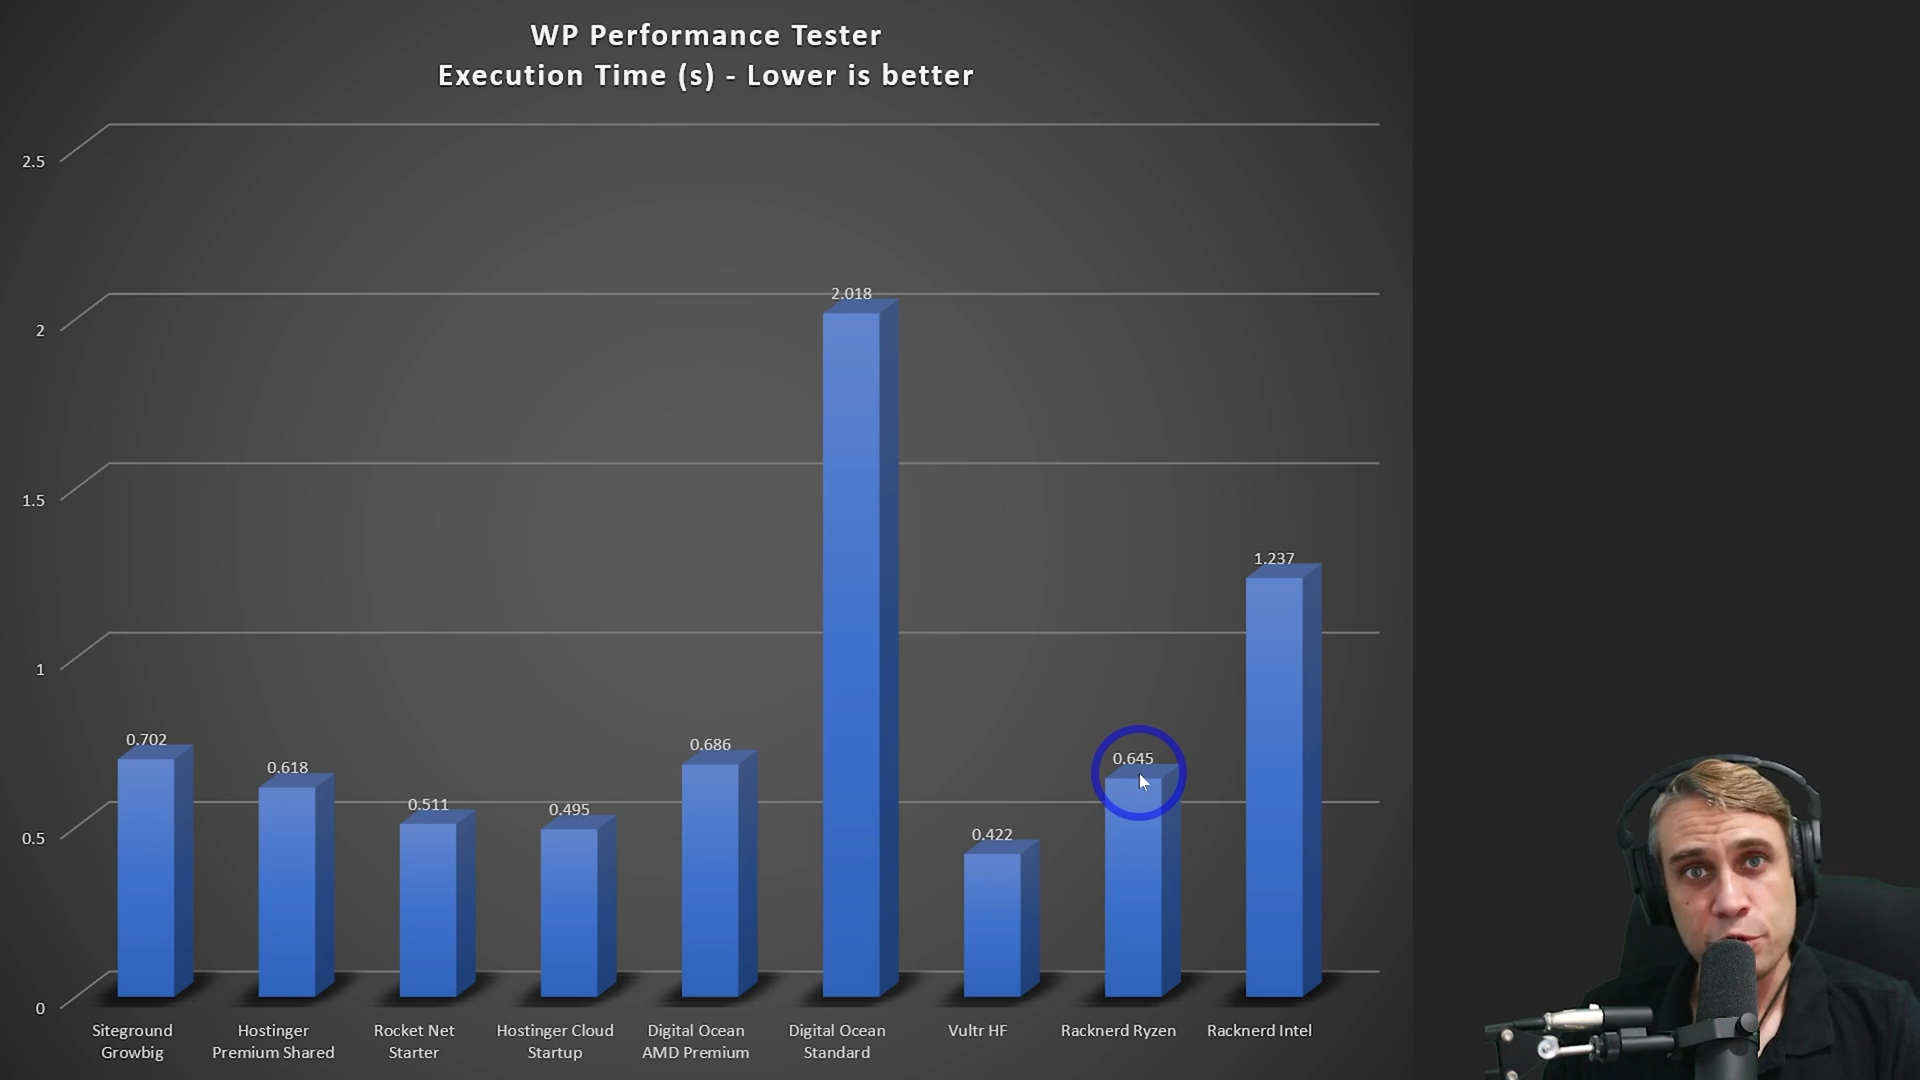 WP Performance Tester
Execution Time (s) - Lower is better
2.5
2
1.5
1
0.5
0
0.702
0.618
0.511
0.495
0.686
2.018
0.422
0.645
1.237
Siteground
Growbig
Hostinger
Premium Shared
Rocket Net
Starter
Hostinger Cloud
Startup
Digital Ocean
AMD Premium
Digital Ocean
Standard
Vultr HF
Racknerd Ryzen
Racknerd Intel